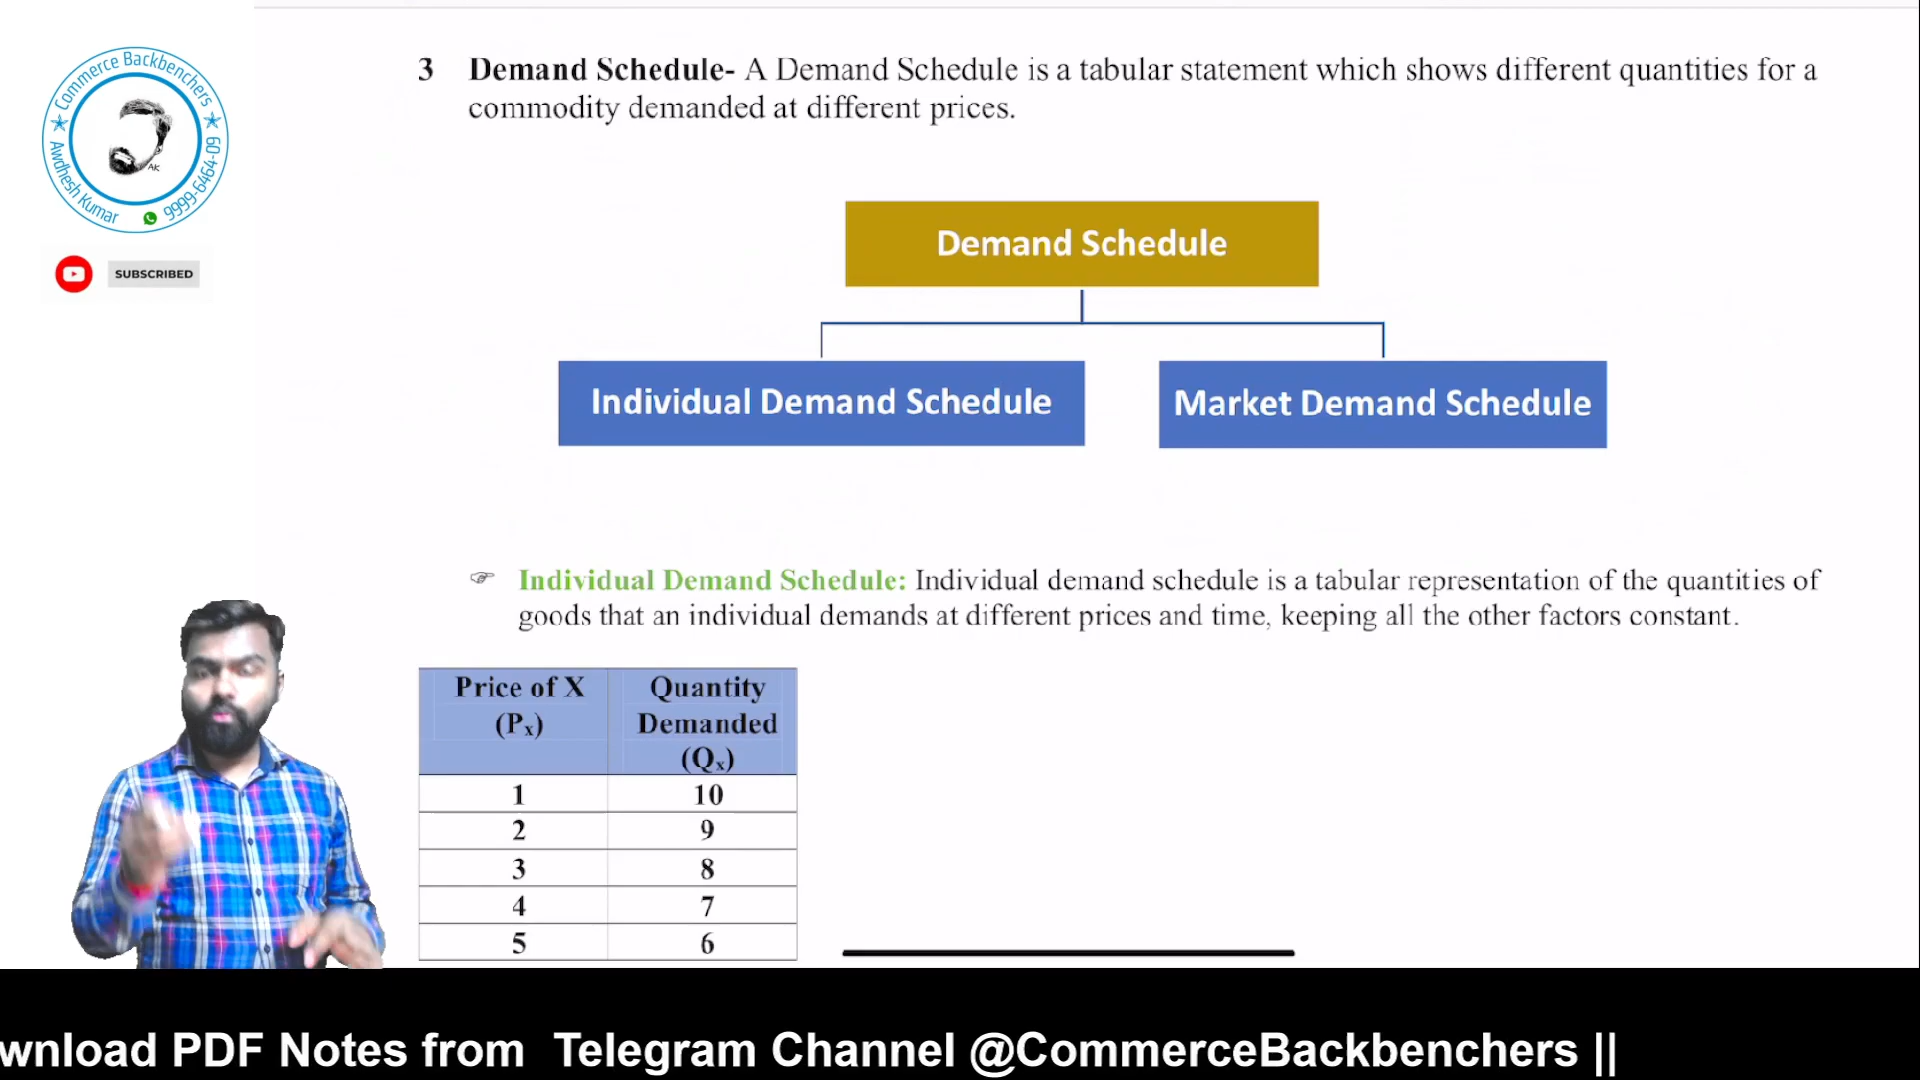 Commerce Backbenchers
Awdhesh Kumar
9999-6464-09
AK
SUBSCRIBED
3 Demand Schedule- A Demand Schedule is a tabular statement which shows different quantities for a
commodity demanded at different prices.
Demand Schedule
Individual Demand Schedule
Market Demand Schedule
Individual Demand Schedule: Individual demand schedule is a tabular representation of the quantities of
goods that an individual demands at different prices and time, keeping all the other factors constant.
Price of X (Px) Quantity Demanded (Qx)
1 10
2 9
3 8
4 7
5 6
wnload PDF Notes from Telegram Channel @CommerceBackbenchers ||